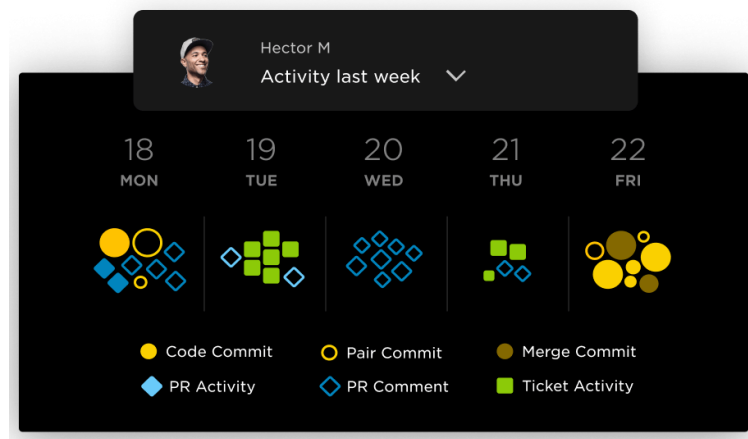 Hector M
Activity last week
18 19 20 21 22
MON TUE WED THU FRI
Code Commit Pair Commit Merge Commit
PR Activity PR Comment Ticket Activity